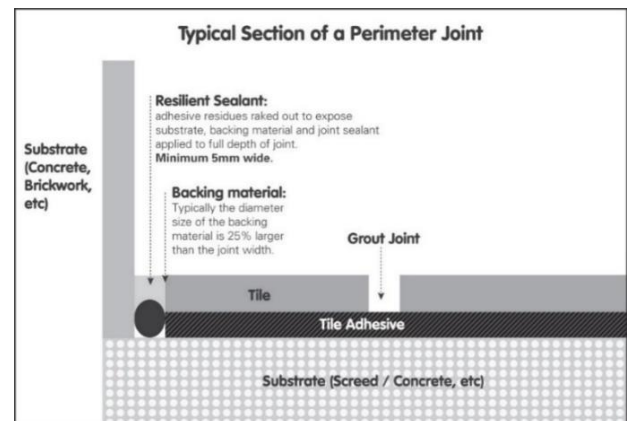 Typical Section of a Perimeter Joint
Resilient Sealant:
adhesive residues raked out to expose
substrate, backing material and joint sealant
applied to full depth of joint.
Minimum 5mm wide.
Substrate
(Concrete,
Brickwork,
etc)
Backing material:
Typically the diameter
size of the backing
material is 25% larger
than the joint width.
Grout Joint
Tile
Tile Adhesive
Substrate (Screed / Concrete, etc)